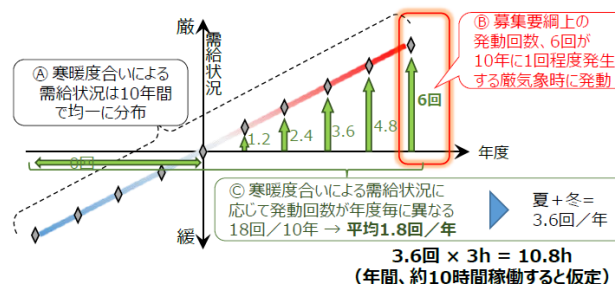 厳
需給状況
Ⓐ 寒暖度合いによる
需給状況は10年間
で均一に分布
Ⓑ 募集要綱上の
発動回数、6回が
10年に1回程度発生
する厳気象時に発動
1.2
2.4
3.6
4.8
6回
0回
年度
Ⓒ 寒暖度合いによる需給状況に
応じて発動回数が年度毎に異なる
18回／10年 → 平均1.8回／年
夏＋冬＝
3.6回／年
緩
3.6回 × 3h = 10.8h
（年間、約10時間稼働すると仮定）